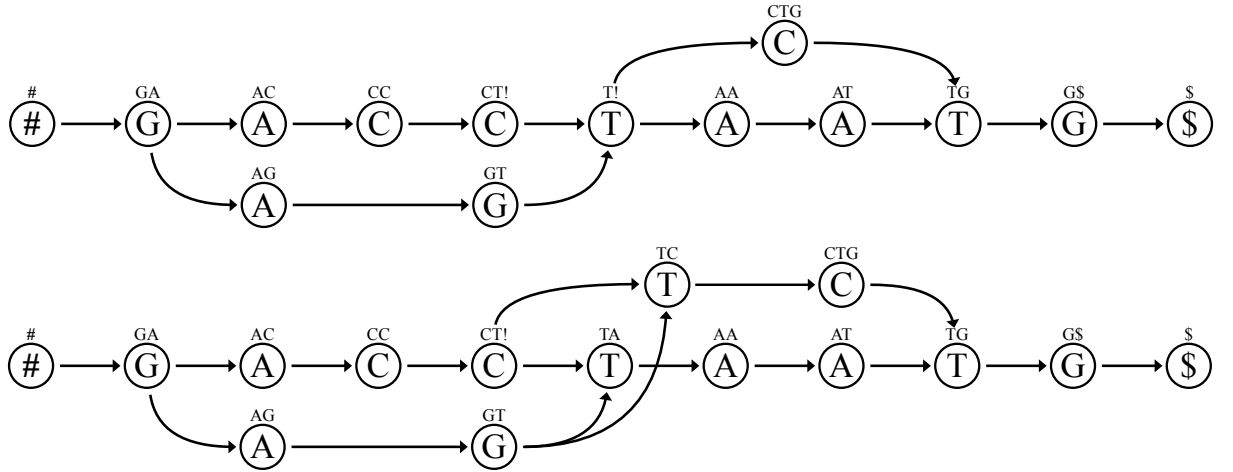 CTG
C
# GA AC CC CT! T! AA AT TG G$ $
# G A C C T A A T G $
AG GT
A G
TC CTG
T C
# GA AC CC CT! TA AA AT TG G$ $
# G A C C T A A T G $
AG GT
A G